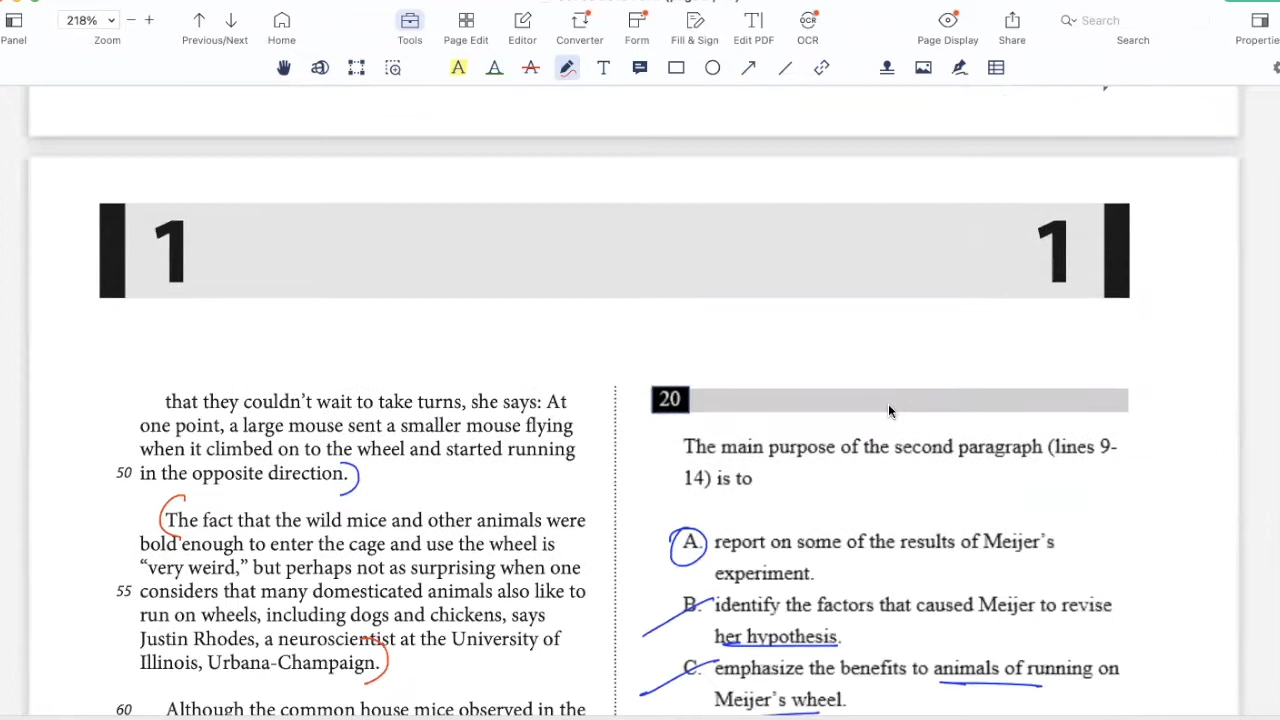 218%
Search
Panel
Zoom
Previous/Next
Home
Tools
Page Edit
Editor
Converter
Form
Fill & Sign
Edit PDF
OCR
Page Display
Share
Search
Propertie
1
1
that they couldn't wait to take turns, she says: At
one point, a large mouse sent a smaller mouse flying
when it climbed on to the wheel and started running
50 in the opposite direction.
The fact that the wild mice and other animals were
bold enough to enter the cage and use the wheel is
“very weird,” but perhaps not as surprising when one
55 considers that many domesticated animals also like to
run on wheels, including dogs and chickens, says
Justin Rhodes, a neuroscientist at the University of
Illinois, Urbana-Champaign.
60 Although the common house mice observed in the
20
The main purpose of the second paragraph (lines 9-
14) is to
A. report on some of the results of Meijer's
experiment.
B. identify the factors that caused Meijer to revise
her hypothesis.
C. emphasize the benefits to animals of running on
Meijer's wheel.